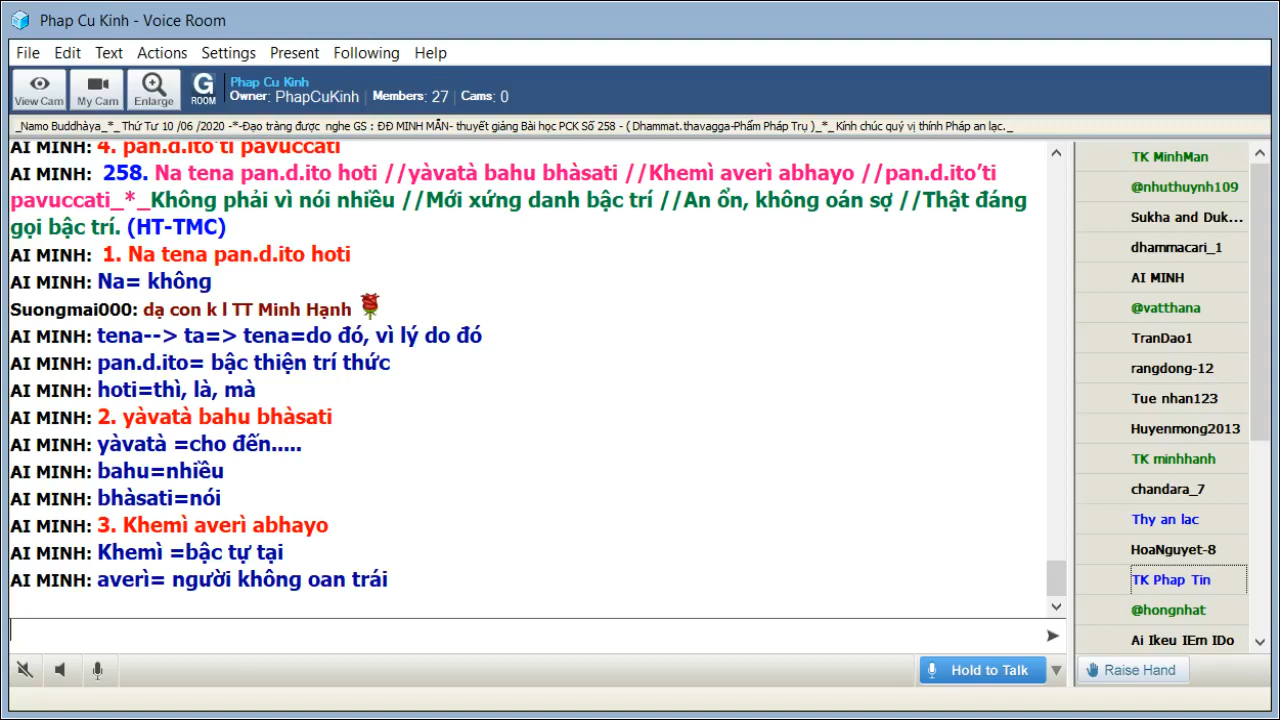 Phap Cu Kinh - Voice Room
File Edit Text Actions Settings Present Following Help
View Cam My Cam Enlarge G ROOM
Phap Cu Kinh
Owner: PhapCuKinh Members: 27 Cams: 0
_Namo Buddhàya_*_ Thứ Tư 10 /06 /2020 -*-Đạo tràng được nghe GS : ĐĐ MINH MẪN- thuyết giảng Bài học PCK Số 258 - ( Dhammat.thavagga-Phẩm Pháp Trụ )_*_ Kính chúc quý vị thính Pháp an lạc._
AI MINH: 4. pan.d.ito'ti pavuccati
AI MINH: 258. Na tena pan.d.ito hoti //yàvatà bahu bhàsati //Khemì averì abhayo //pan.d.ito'ti
pavuccati_*_Không phải vì nói nhiều //Mới xứng danh bậc trí //An ổn, không oán sợ //Thật đáng
gọi bậc trí. (HT-TMC)
AI MINH: 1. Na tena pan.d.ito hoti
AI MINH: Na= không
Suongmai000: dạ con k l TT Minh Hạnh
AI MINH: tena--> ta=> tena=do đó, vì lý do đó
AI MINH: pan.d.ito= bậc thiện trí thức
AI MINH: hoti=thì, là, mà
AI MINH: 2. yàvatà bahu bhàsati
AI MINH: yàvatà =cho đến.....
AI MINH: bahu=nhiều
AI MINH: bhàsati=nói
AI MINH: 3. Khemì averì abhayo
AI MINH: Khemì =bậc tự tại
AI MINH: averì= người không oan trái
TK MinhMan
@nhuthuynh109
Sukha and Duk...
dhammacari_1
AI MINH
@vatthana
TranDao1
rangdong-12
Tue nhan123
Huyenmong2013
TK minhhanh
chandara_7
Thy an lac
HoaNguyet-8
TK Phap Tin
@hongnhat
Ai Ikeu IEm IDo
Hold to Talk
Raise Hand